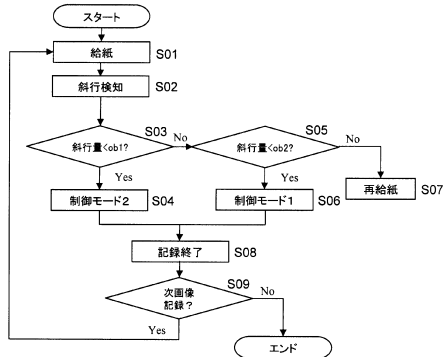 スタート
給紙 S01
斜行検知 S02
斜行量<ob1? S03 No
斜行量<ob2? S05 No
Yes Yes
制御モード2 S04
制御モード1 S06
再給紙 S07
記録終了 S08
次画像
記録？ S09 No
Yes
エンド